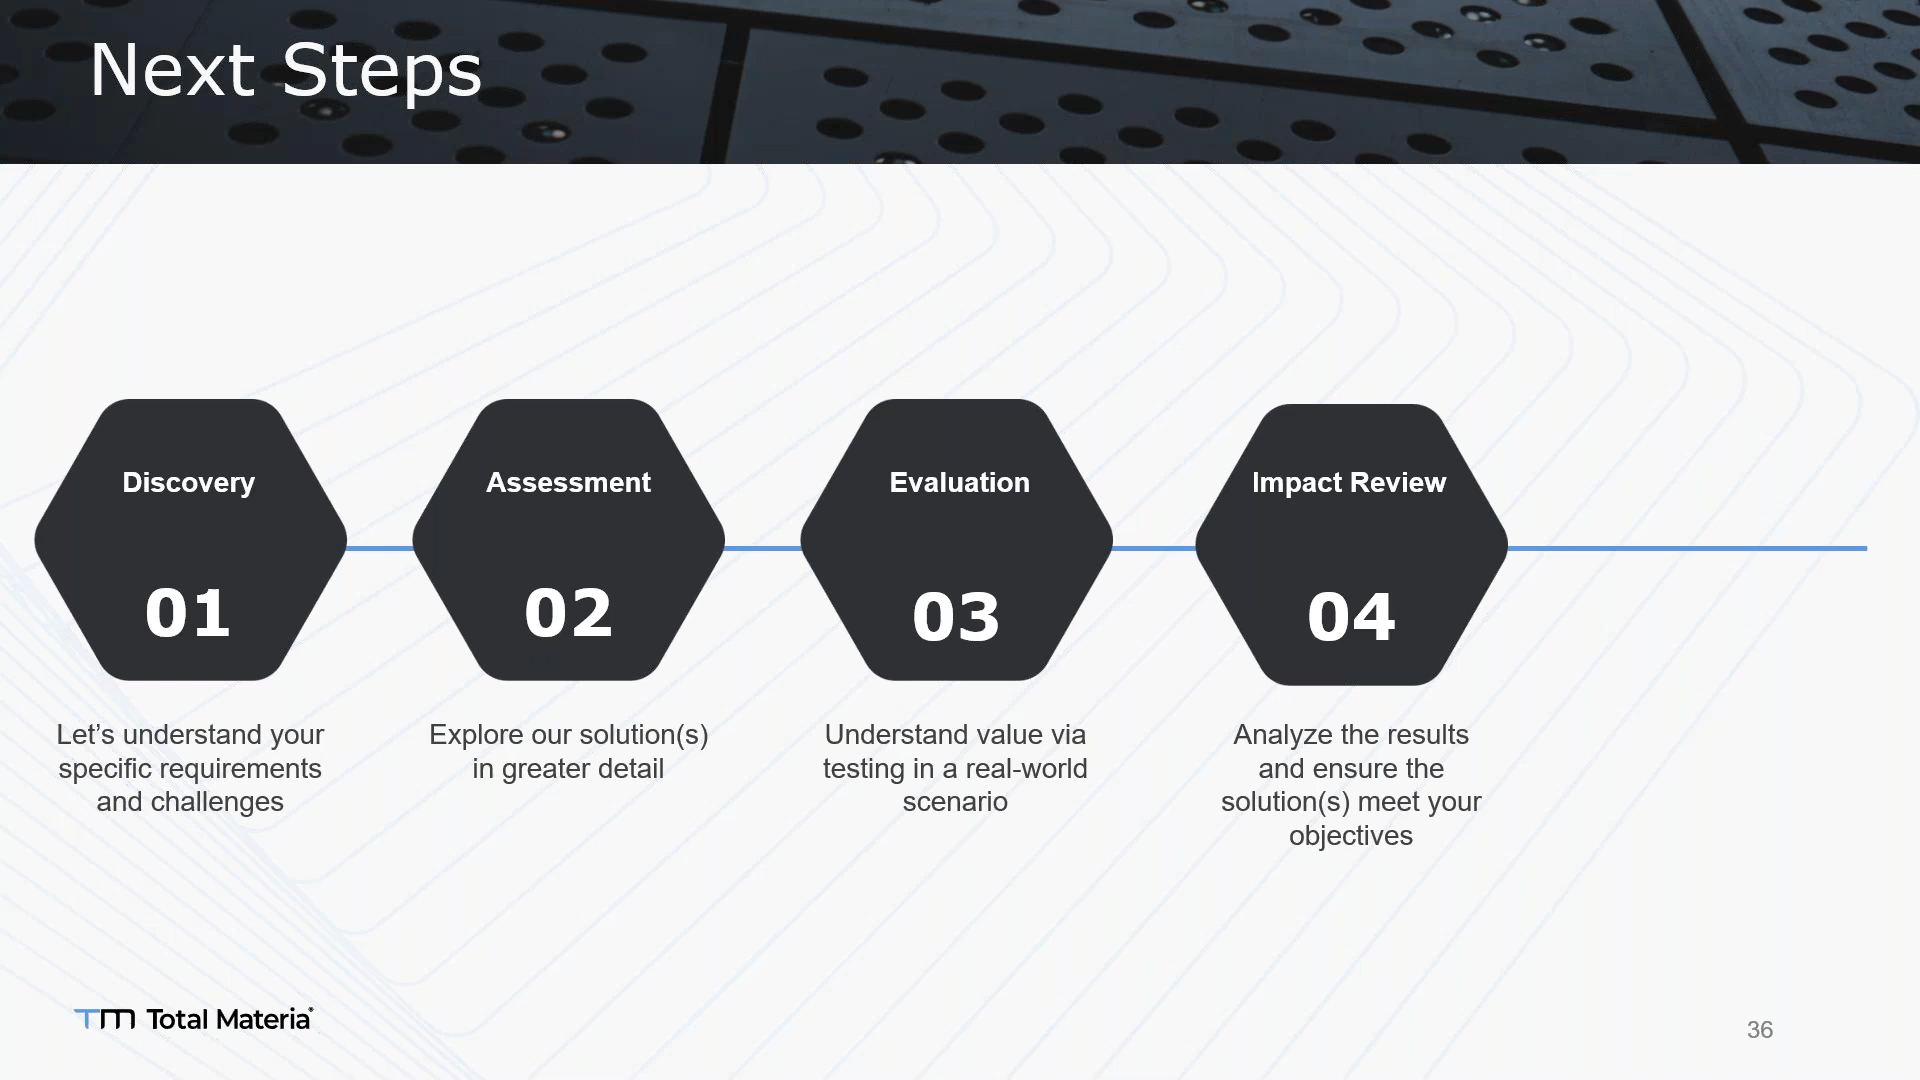 Next Steps
Discovery
01
Let’s understand your
specific requirements
and challenges
Assessment
02
Explore our solution(s)
in greater detail
Evaluation
03
Understand value via
testing in a real-world
scenario
Impact Review
04
Analyze the results
and ensure the
solution(s) meet your
objectives
TM Total Materia®
36